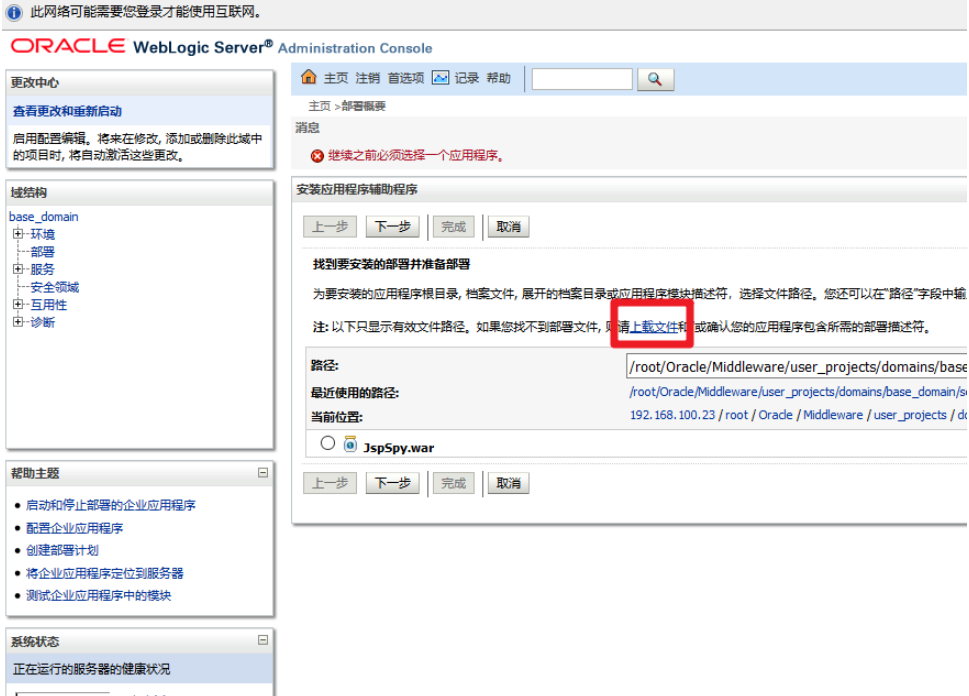 此网络可能需要您登录才能使用互联网。
ORACLE WebLogic Server® Administration Console
更改中心
查看更改和重新启动
启用配置编辑。将来在修改, 添加或删除此域中
的项目时, 将自动激活这些更改。
域结构
base_domain
环境
部署
服务
安全领域
互用性
诊断
帮助主题
启动和停止部署的企业应用程序
配置企业应用程序
创建部署计划
将企业应用程序定位到服务器
测试企业应用程序中的模块
系统状态
正在运行的服务器的健康状况
主页 注销 首选项 记录 帮助
主页 >部署概要
消息
继续之前必须选择一个应用程序。
安装应用程序辅助程序
上一步 下一步 完成 取消
找到要安装的部署并准备部署
为要安装的应用程序根目录, 档案文件, 展开的档案目录或应用程序模块描述符, 选择文件路径。您还可以在"路径"字段中输
注: 以下只显示有效文件路径。如果您找不到部署文件, 则请上载文件和/或确认您的应用程序包含所需的部署描述符。
路径: /root/Oracle/Middleware/user_projects/domains/base
最近使用的路径: /root/Oracle/Middleware/user_projects/domains/base_domain/s
当前位置: 192.168.100.23 / root / Oracle / Middleware / user_projects / d
JspSpy.war
上一步 下一步 完成 取消